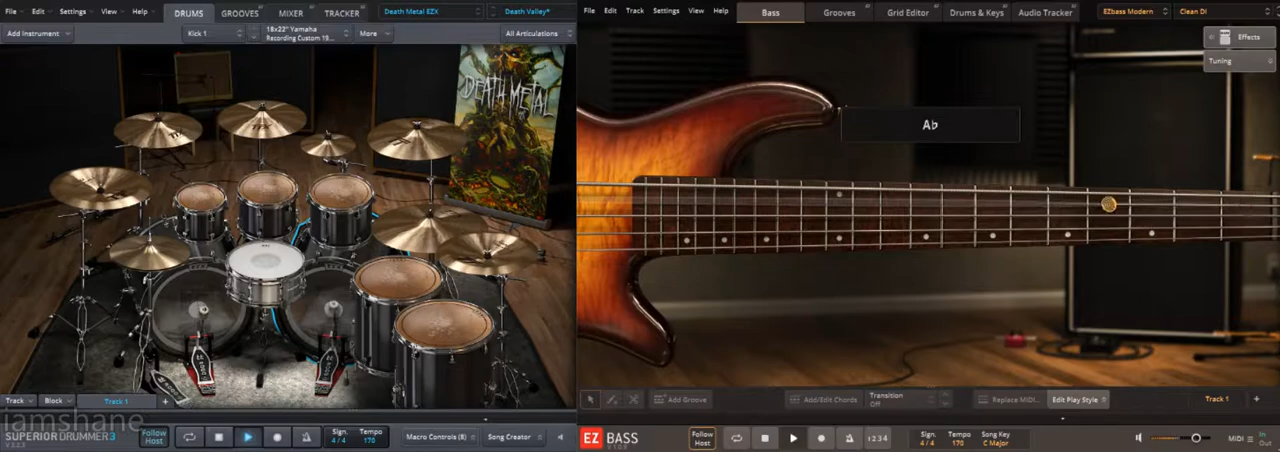 File Edit Settings View Help DRUMS GROOVES MIXER TRACKER Death Metal EZX Death Valley*
Add Instrument Kick 1 18x22" Yamaha More All Articulations
Recording Custom 19...
DEATH METAL
Track Block Track 1 +
iamshane
SUPERIOR DRUMMER 3 Follow Host Sign. 4/4 Tempo 170 Macro Controls (8) Song Creator
File Edit Track Settings View Help Bass Grooves Grid Editor Drums & Keys Audio Tracker EZbass Modern Clean DI
Effects
Tuning
Ab
Add Groove Add/Edit Chords Transition Off Replace MIDI... Edit Play Style Track 1 +
EZ BASS Follow Host 1234 Sign. 4/4 Tempo 170 Song Key C Major MIDI In Out